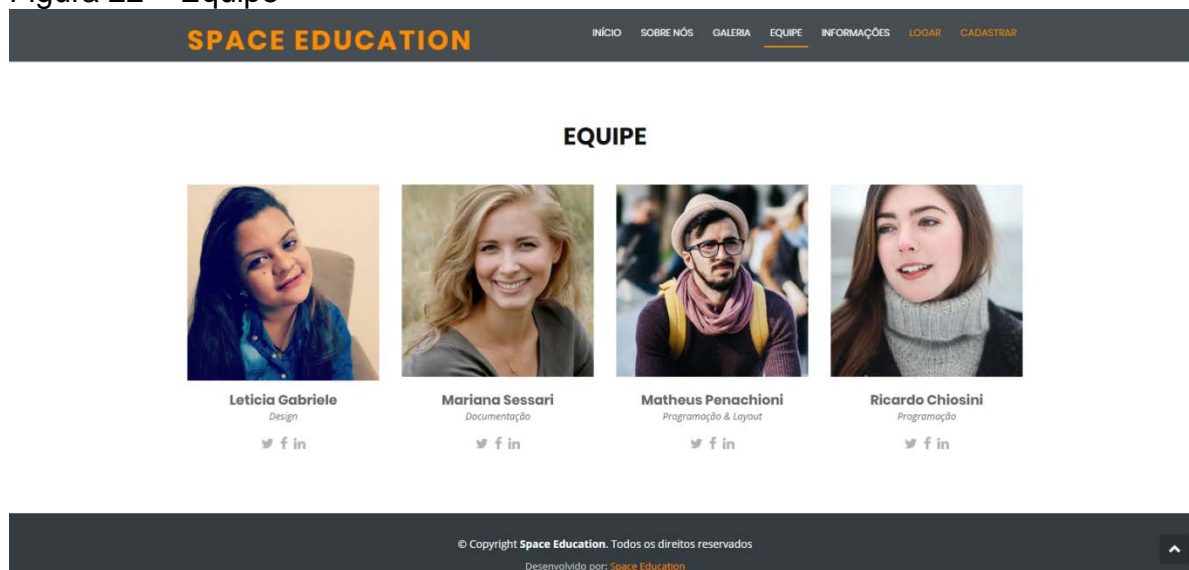 Figura 22 – Equipe
SPACE EDUCATION
INÍCIO SOBRE NÓS GALERIA EQUIPE INFORMAÇÕES LOGAR CADASTRAR
EQUIPE
Leticia Gabriele
Design
Mariana Sessari
Documentação
Matheus Penachioni
Programação & Layout
Ricardo Chiosini
Programação
© Copyright Space Education. Todos os direitos reservados
Desenvolvido por: Space Education